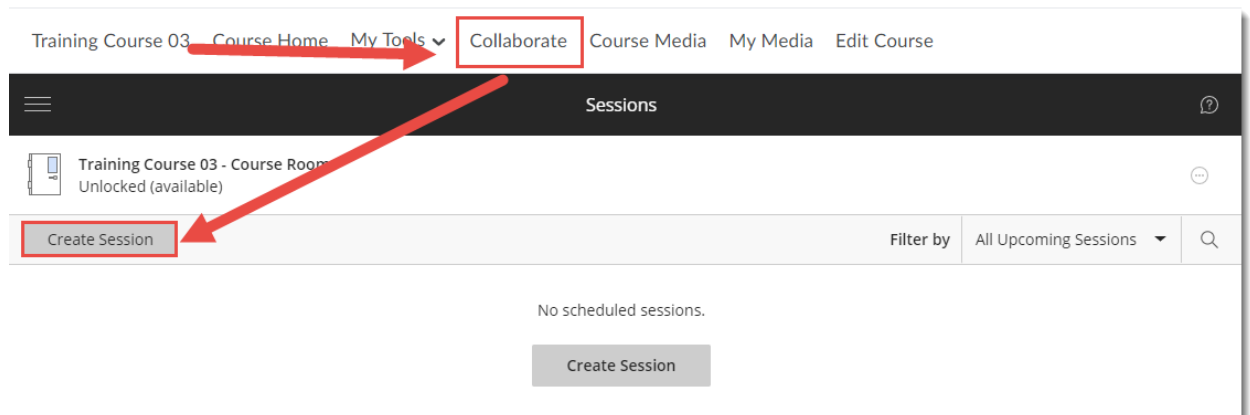 Training Course 03 Course Home My Tools Collaborate Course Media My Media Edit Course
Sessions
Training Course 03 - Course Room
Unlocked (available)
Create Session Filter by All Upcoming Sessions
No scheduled sessions.
Create Session